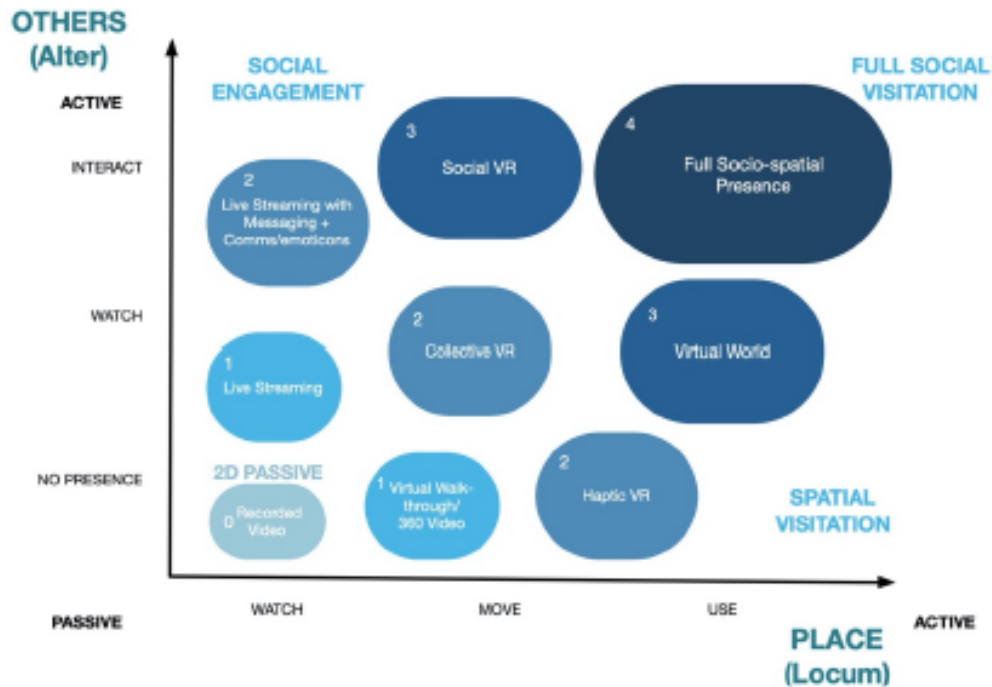 OTHERS
(Alter)
ACTIVE
INTERACT
WATCH
NO PRESENCE
PASSIVE
SOCIAL
ENGAGEMENT
FULL SOCIAL
VISITATION
3
Social VR
4
Full Socio-spatial
Presence
2
Live Streaming with
Messaging +
Comms/emoticons
2
Collective VR
3
Virtual World
1
Live Streaming
2D PASSIVE
0
Recorded
Video
1
Virtual Walk-
through/
360 Video
2
Haptic VR
SPATIAL
VISITATION
WATCH
MOVE
USE
ACTIVE
PLACE
(Locum)